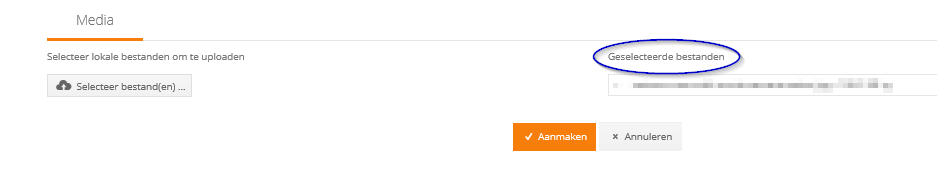 Media
Selecteer lokale bestanden om te uploaden
Geselecteerde bestanden
Selecteer bestand(en) ...
Aanmaken
Annuleren